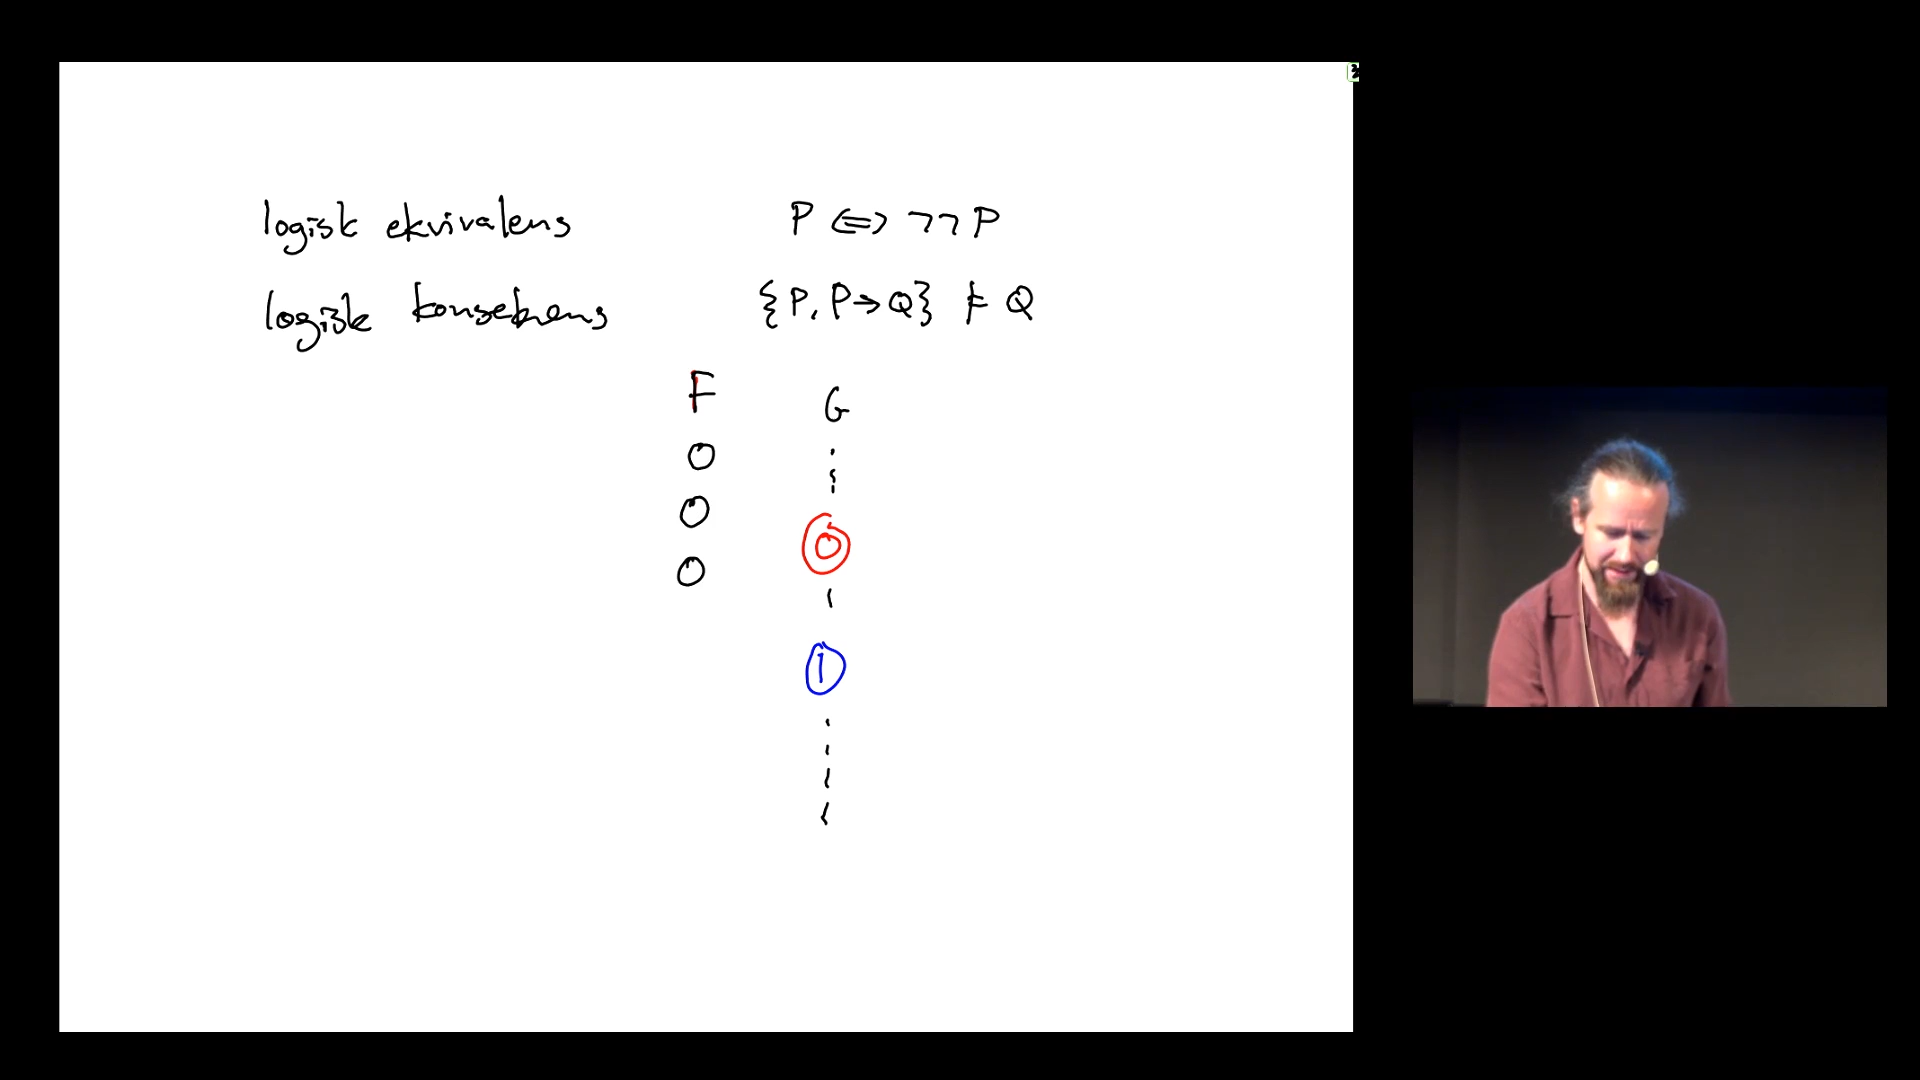 logisk ekvivalens P ⇔ ¬¬P
logisk konsekvens {P, P→Q} ⊨ Q
F G
0
0
0
0
1